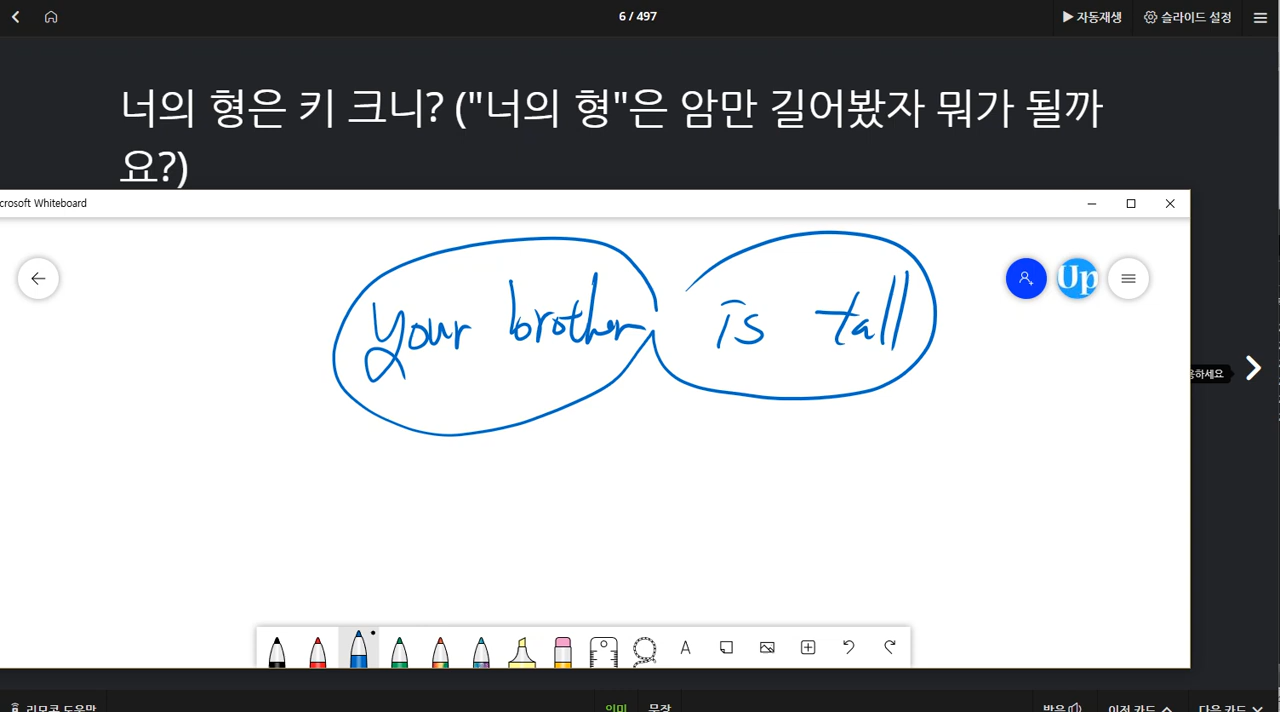 6 / 497
▶ 자동재생
슬라이드 설정
너의 형은 키 크니? ("너의 형"은 암만 길어봤자 뭐가 될까
요?)
crosoft Whiteboard
Up
your brother is tall
하세요
A
리모콘 도움말
의미
문장
발음
이전 카드
다음 카드